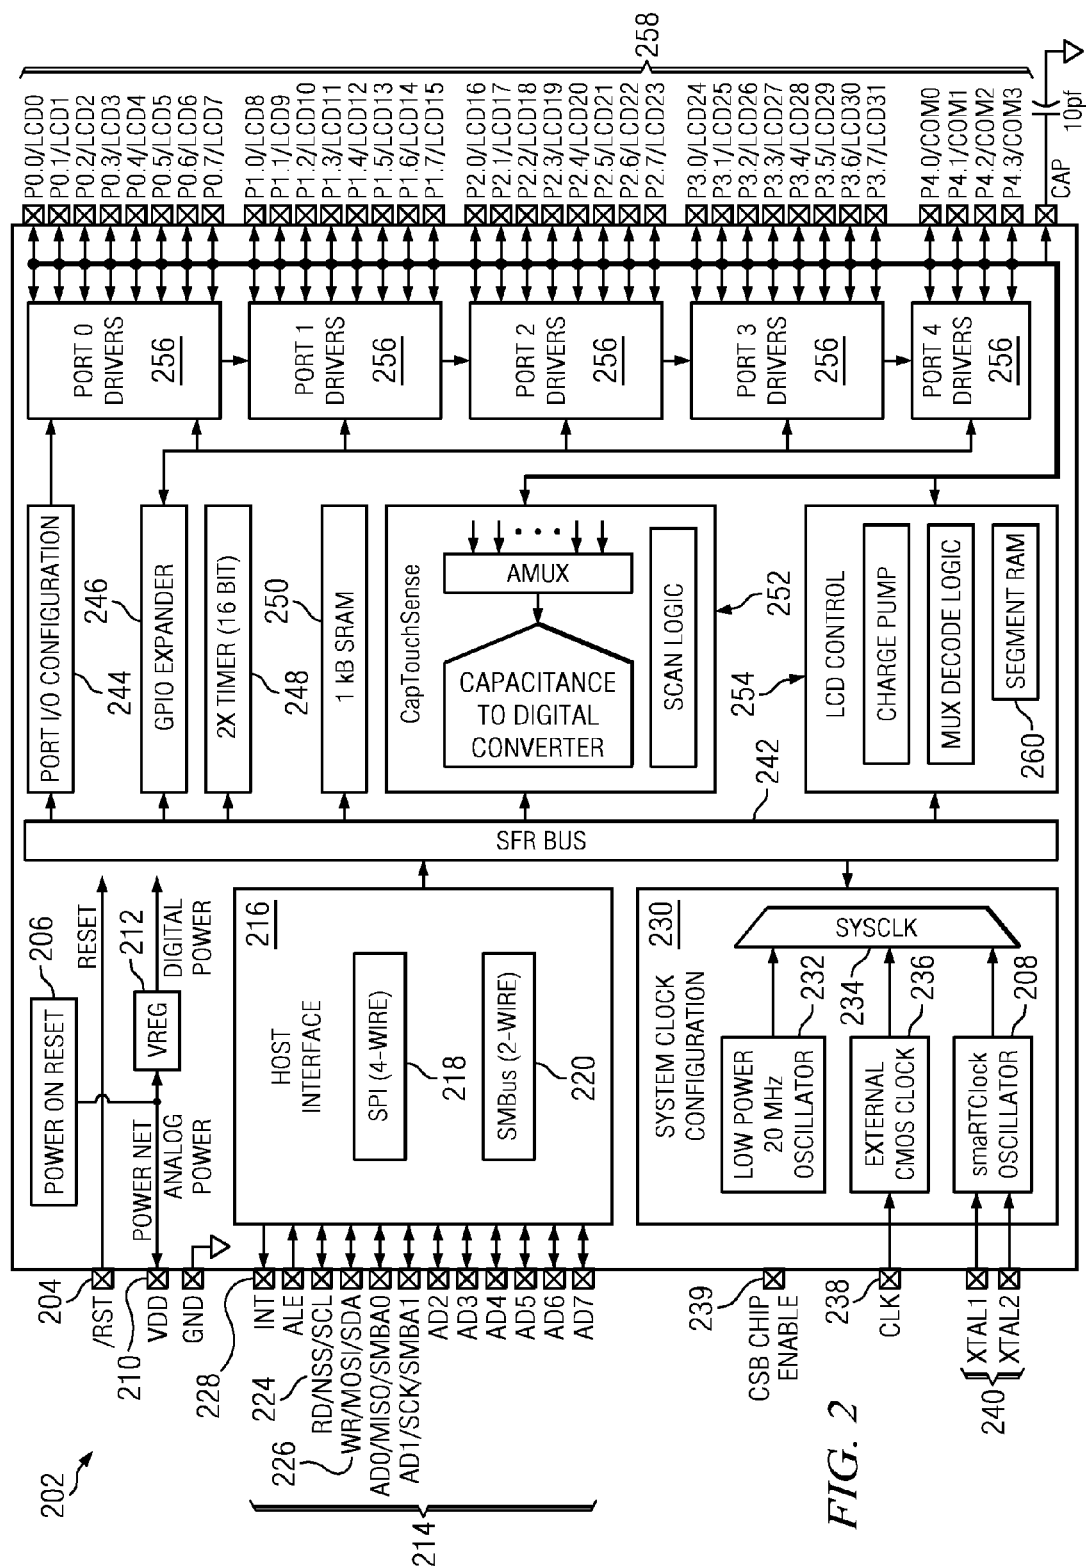 202
204
/RST
210
VDD
GND
POWER ON RESET
206
RESET
POWER NET
ANALOG
POWER
VREG
212
DIGITAL
POWER
214
228
INT
ALE
224
RD/NSS/SCL
226
WR/MOSI/SDA
AD0/MISO/SMBA0
AD1/SCK/SMBA1
AD2
AD3
AD4
AD5
AD6
AD7
HOST
INTERFACE
216
SPI (4-WIRE)
218
SMBus (2-WIRE)
220
239
CSB CHIP
ENABLE
238
CLK
240
XTAL1
XTAL2
SYSTEM CLOCK
CONFIGURATION
230
LOW POWER
20 MHz
OSCILLATOR
232
EXTERNAL
CMOS CLOCK
236
smaRTClock
OSCILLATOR
208
SYSCLK
234
SFR BUS
242
PORT I/O CONFIGURATION
244
GPIO EXPANDER
246
2X TIMER (16 BIT)
248
1 kB SRAM
250
CapTouchSense
AMUX
CAPACITANCE
TO DIGITAL
CONVERTER
SCAN LOGIC
252
254
LCD CONTROL
CHARGE PUMP
MUX DECODE LOGIC
SEGMENT RAM
260
PORT 0
DRIVERS
256
PORT 1
DRIVERS
256
PORT 2
DRIVERS
256
PORT 3
DRIVERS
256
PORT 4
DRIVERS
256
P0.0/LCD0
P0.1/LCD1
P0.2/LCD2
P0.3/LCD3
P0.4/LCD4
P0.5/LCD5
P0.6/LCD6
P0.7/LCD7
P1.0/LCD8
P1.1/LCD9
P1.2/LCD10
P1.3/LCD11
P1.4/LCD12
P1.5/LCD13
P1.6/LCD14
P1.7/LCD15
P2.0/LCD16
P2.1/LCD17
P2.2/LCD18
P2.3/LCD19
P2.4/LCD20
P2.5/LCD21
P2.6/LCD22
P2.7/LCD23
P3.0/LCD24
P3.1/LCD25
P3.2/LCD26
P3.3/LCD27
P3.4/LCD28
P3.5/LCD29
P3.6/LCD30
P3.7/LCD31
P4.0/COM0
P4.1/COM1
P4.2/COM2
P4.3/COM3
CAP
10pf
258
FIG. 2